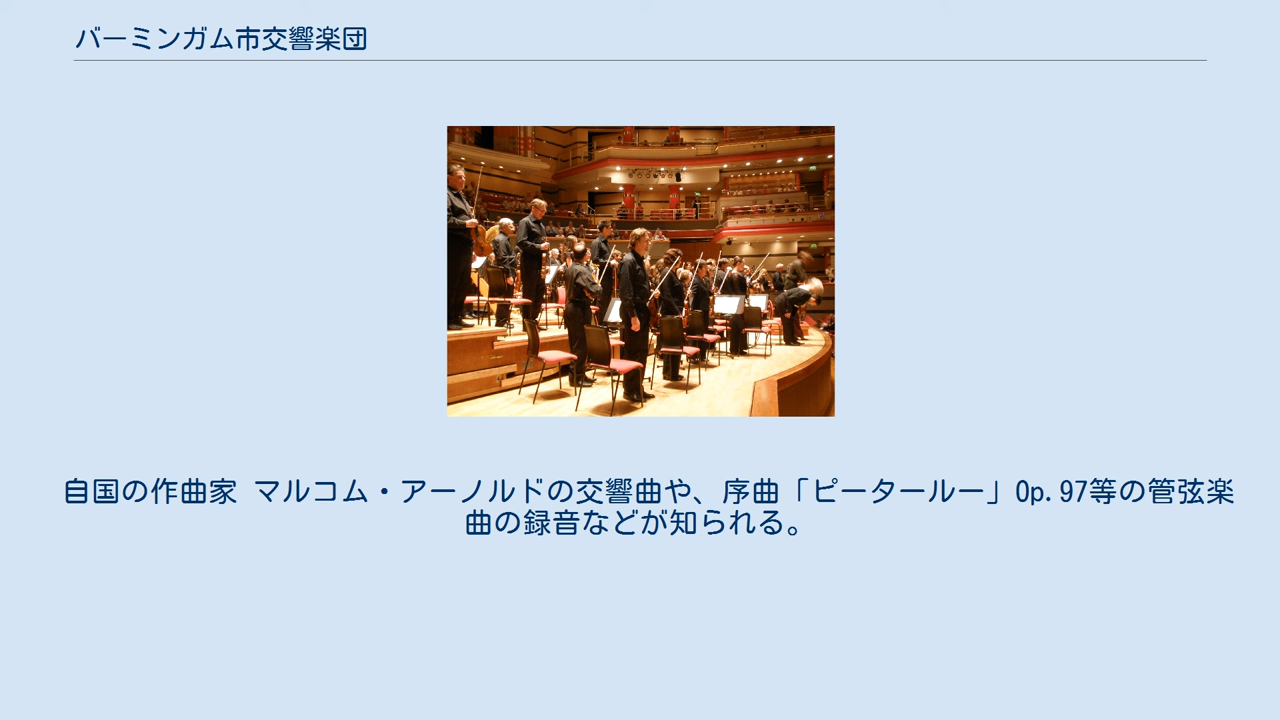 バーミンガム市交響楽団
自国の作曲家 マルコム・アーノルドの交響曲や、序曲「ピータールー」Op.97等の管弦楽
曲の録音などが知られる。